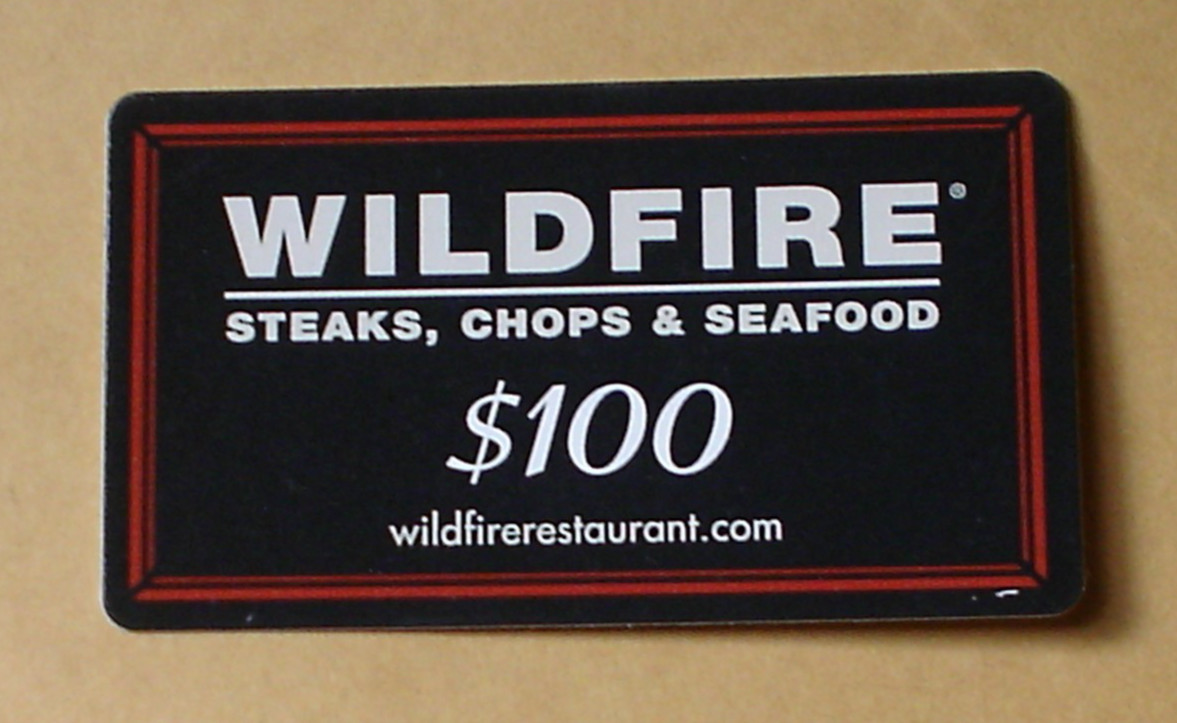 WILDFIRE®
STEAKS, CHOPS & SEAFOOD
$100
wildfirerestaurant.com